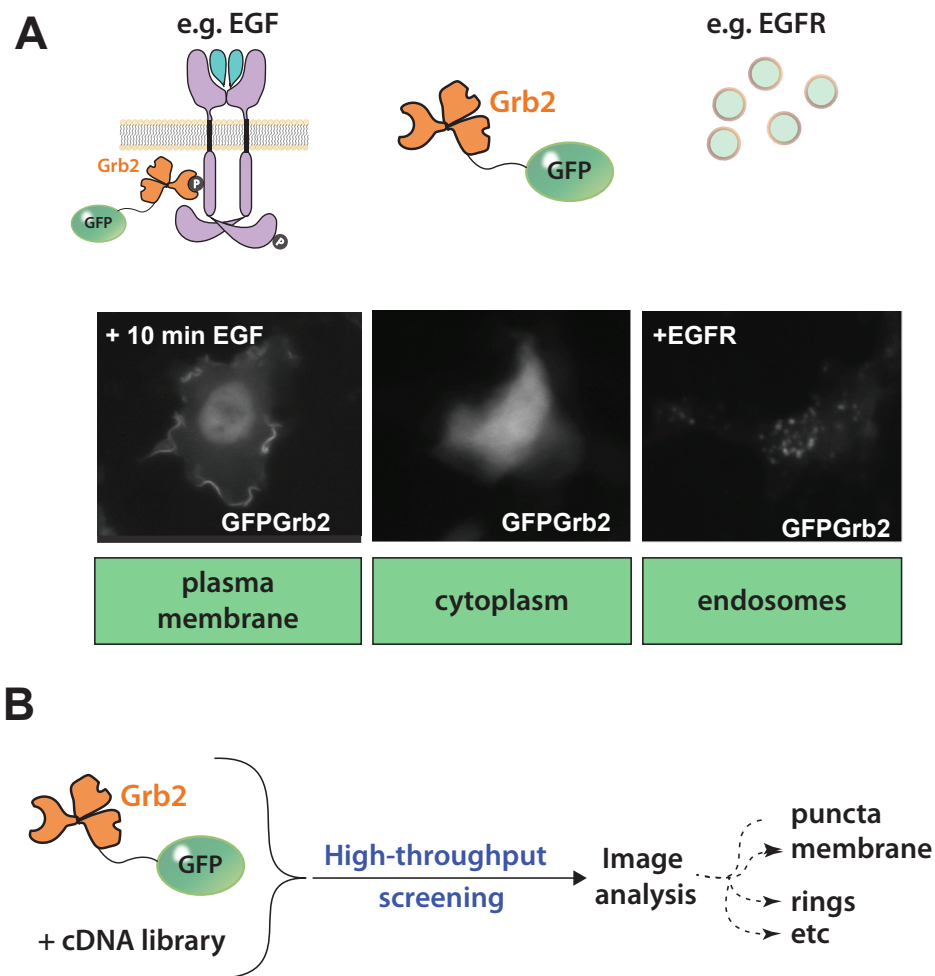 A
e.g. EGF
e.g. EGFR
Grb2
GFP
P
P
Grb2
GFP
+ 10 min EGF
GFPGrb2
GFPGrb2
+EGFR
GFPGrb2
plasma
membrane
cytoplasm
endosomes
B
Grb2
GFP
+ cDNA library
High-throughput
screening
Image
analysis
puncta
membrane
rings
etc